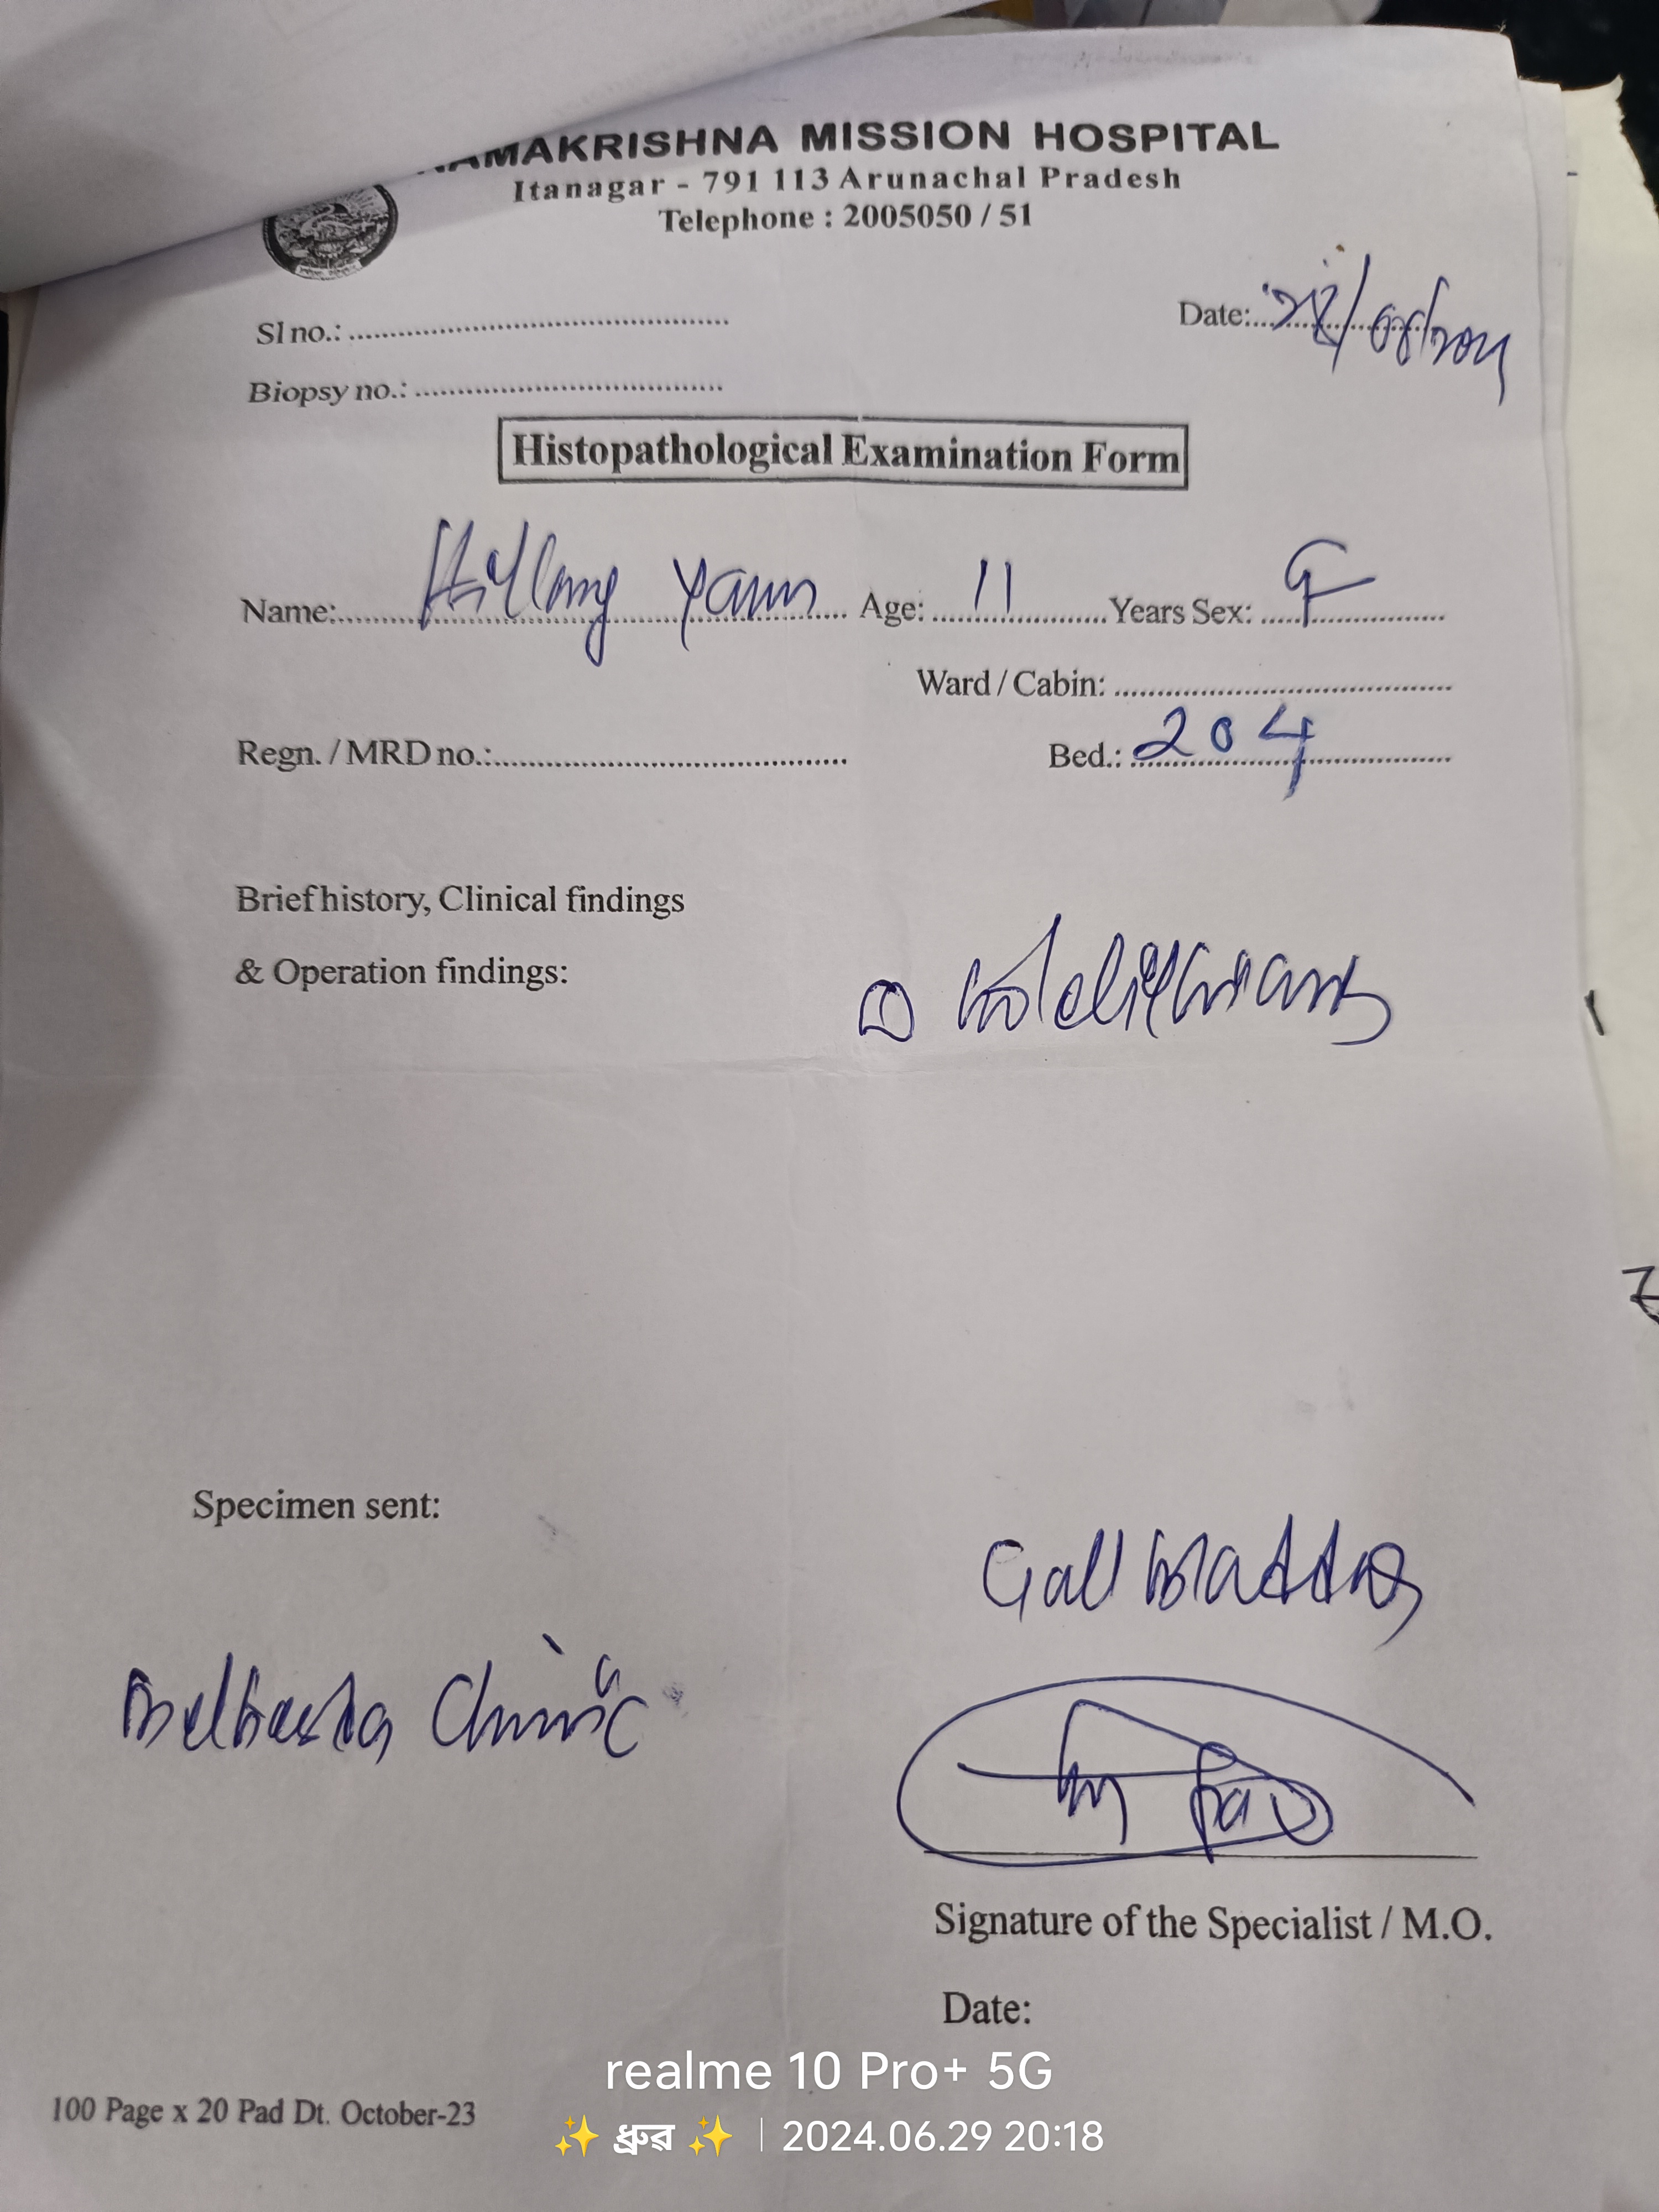 MAKRISHNA MISSION HOSPITAL
Itanagar - 791 113 Arunachal Pradesh
Telephone : 2005050 / 51
Sl no.:
Date:
Biopsy no.:
Histopathological Examination Form
Name: Age: 11 Years Sex: F
Ward / Cabin:
Regn. / MRD no.: Bed.: 204
Brief history, Clinical findings
& Operation findings:
Cholelithiasis
Specimen sent:
Gall bladder
Clinic
Signature of the Specialist / M.O.
Date:
realme 10 Pro+ 5G
100 Page x 20 Pad Dt. October-23
✨ ধ্রুৱ ✨ | 2024.06.29 20:18